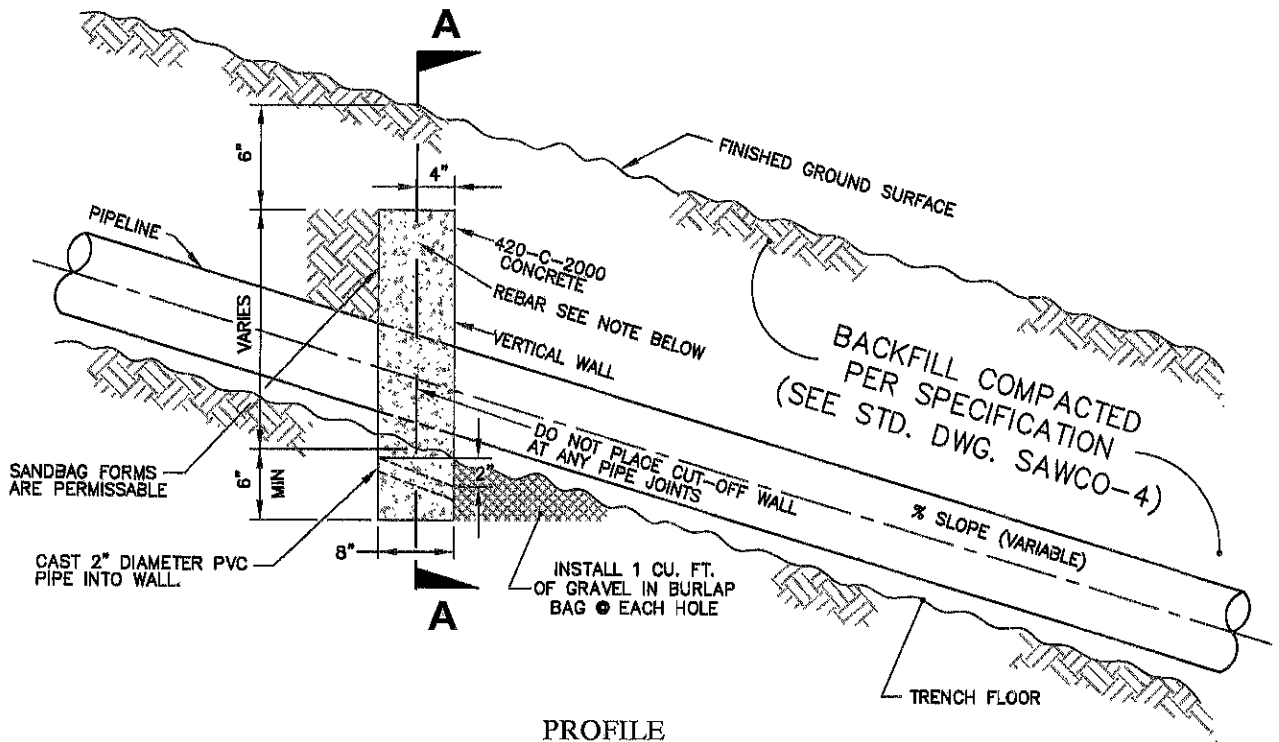 A
6"
4"
FINISHED GROUND SURFACE
PIPELINE
420-C-2000
CONCRETE
REBAR SEE NOTE BELOW
VARIES
VERTICAL WALL
BACKFILL COMPACTED
PER SPECIFICATION
(SEE STD. DWG. SAWCO-4)
DO NOT PLACE CUT-OFF WALL
AT ANY PIPE JOINTS
SANDBAG FORMS
ARE PERMISSABLE
6"
MIN
2"
% SLOPE (VARIABLE)
CAST 2" DIAMETER PVC
PIPE INTO WALL.
8"
INSTALL 1 CU. FT.
OF GRAVEL IN BURLAP
BAG @ EACH HOLE
A
TRENCH FLOOR
PROFILE